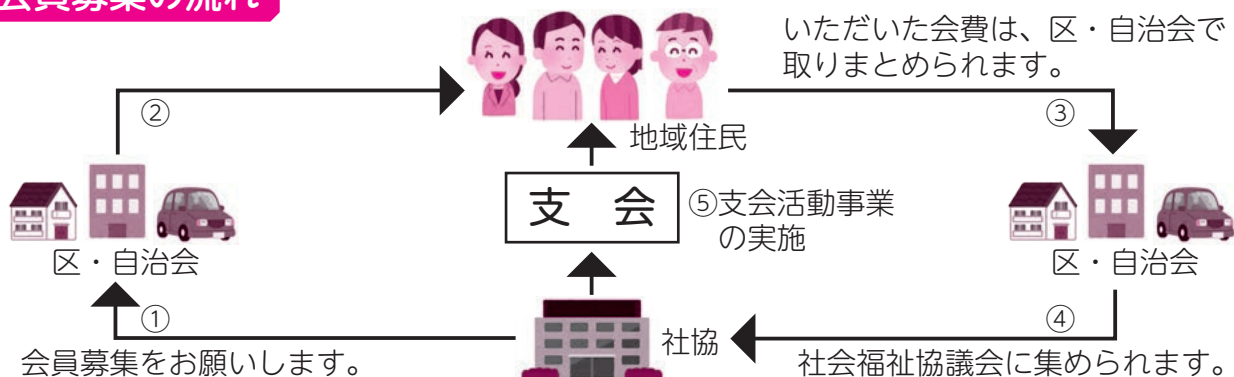 会員募集の流れ
いただいた会費は、区・自治会で
取りまとめられます。
②
③
地域住民
支　会
⑤支会活動事業
の実施
区・自治会
区・自治会
①
④
社協
会員募集をお願いします。
社会福祉協議会に集められます。